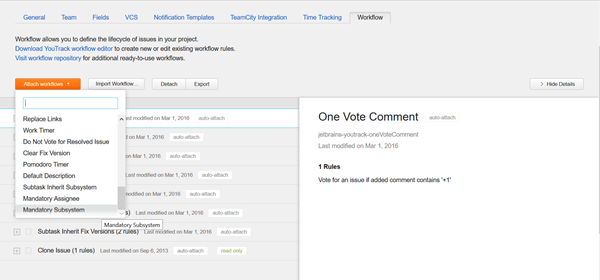 General Team Fields VCS Notification Templates TeamCity Integration Time Tracking Workflow
Workflow allows you to define the lifecycle of issues in your project.
Download YouTrack workflow editor to create new or edit existing workflow rules.
Visit workflow repository for additional ready-to-use workflows.
Attach workflows Import Workflow Detach Export > Hide Details
Replace Links
Work Timer
Do Not Vote for Resolved Issue
Clear Fix Version
Pomodoro Timer
Default Description
Subtask Inherit Subsystem
Mandatory Assignee
Mandatory Subsystem
Mandatory Subsystem
Last modified on Mar 1, 2016 auto-attach
on Mar 1, 2016 auto-attach
Mar 1, 2016 auto-attach
Mar 1, 2016 auto-attach
Last modified on Mar 1, 2016 auto-attach
s) Last modified on Mar 1, 2016 auto-attach
Subtask Inherit Fix Versions (2 rules) Last modified on Mar 1, 2016 auto-attach
Clone Issue (1 rules) Last modified on Sep 6, 2013 auto-attach read only
One Vote Comment auto-attach
jetbrains-youtrack-oneVoteComment
Last modified on Mar 1, 2016
1 Rules
Vote for an issue if added comment contains '+1'